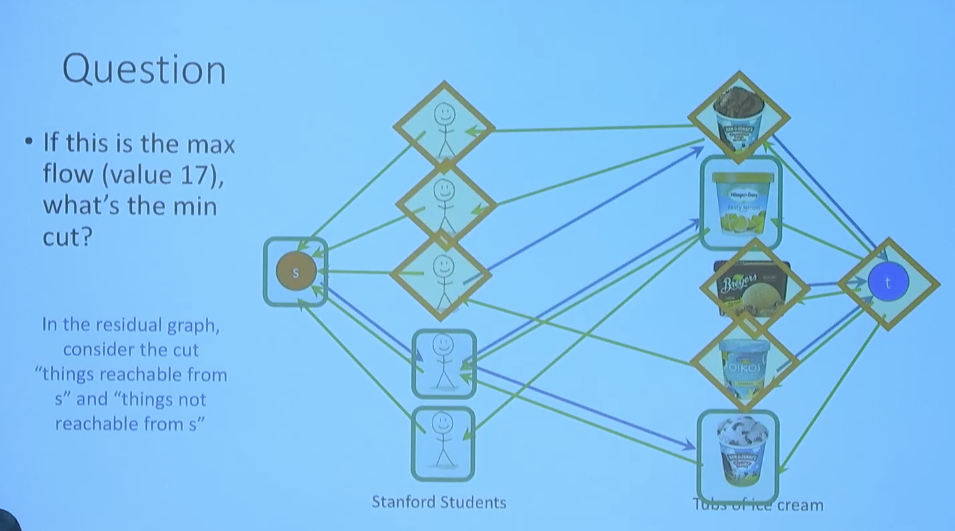 Question
• If this is the max
flow (value 17),
what's the min
cut?
In the residual graph,
consider the cut
"things reachable from
s" and "things not
reachable from s"
s
t
Breyers
OIKOS
Stanford Students
Tubs of ice cream